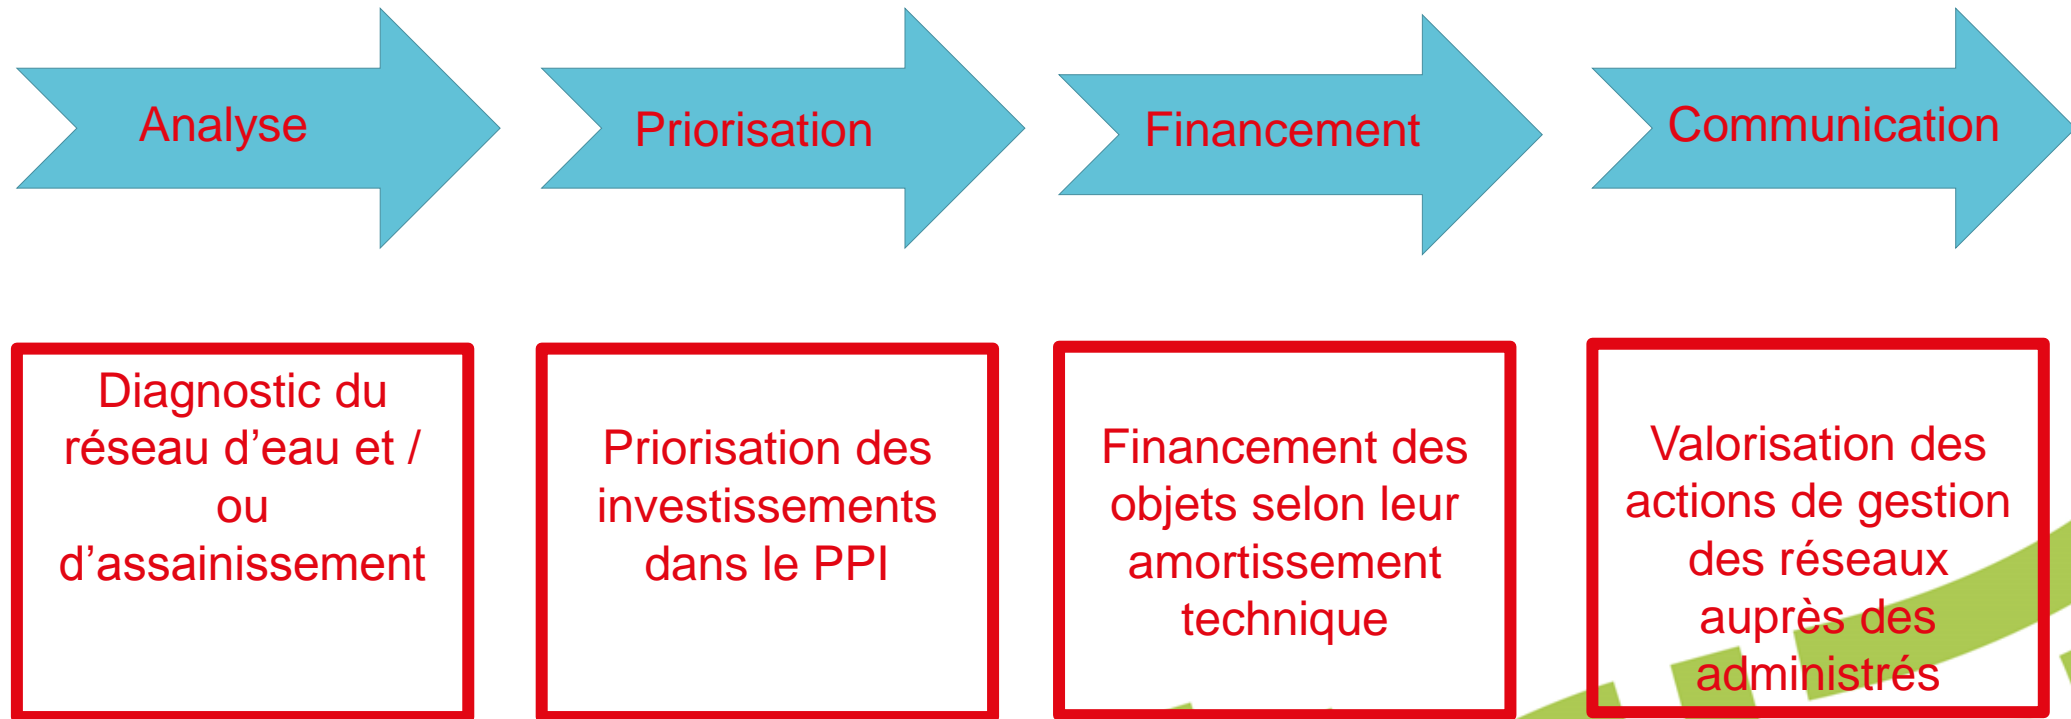 Analyse
Priorisation
Financement
Communication
Diagnostic du
réseau d’eau et /
ou
d’assainissement
Priorisation des
investissements
dans le PPI
Financement des
objets selon leur
amortissement
technique
Valorisation des
actions de gestion
des réseaux
auprès des
administrés